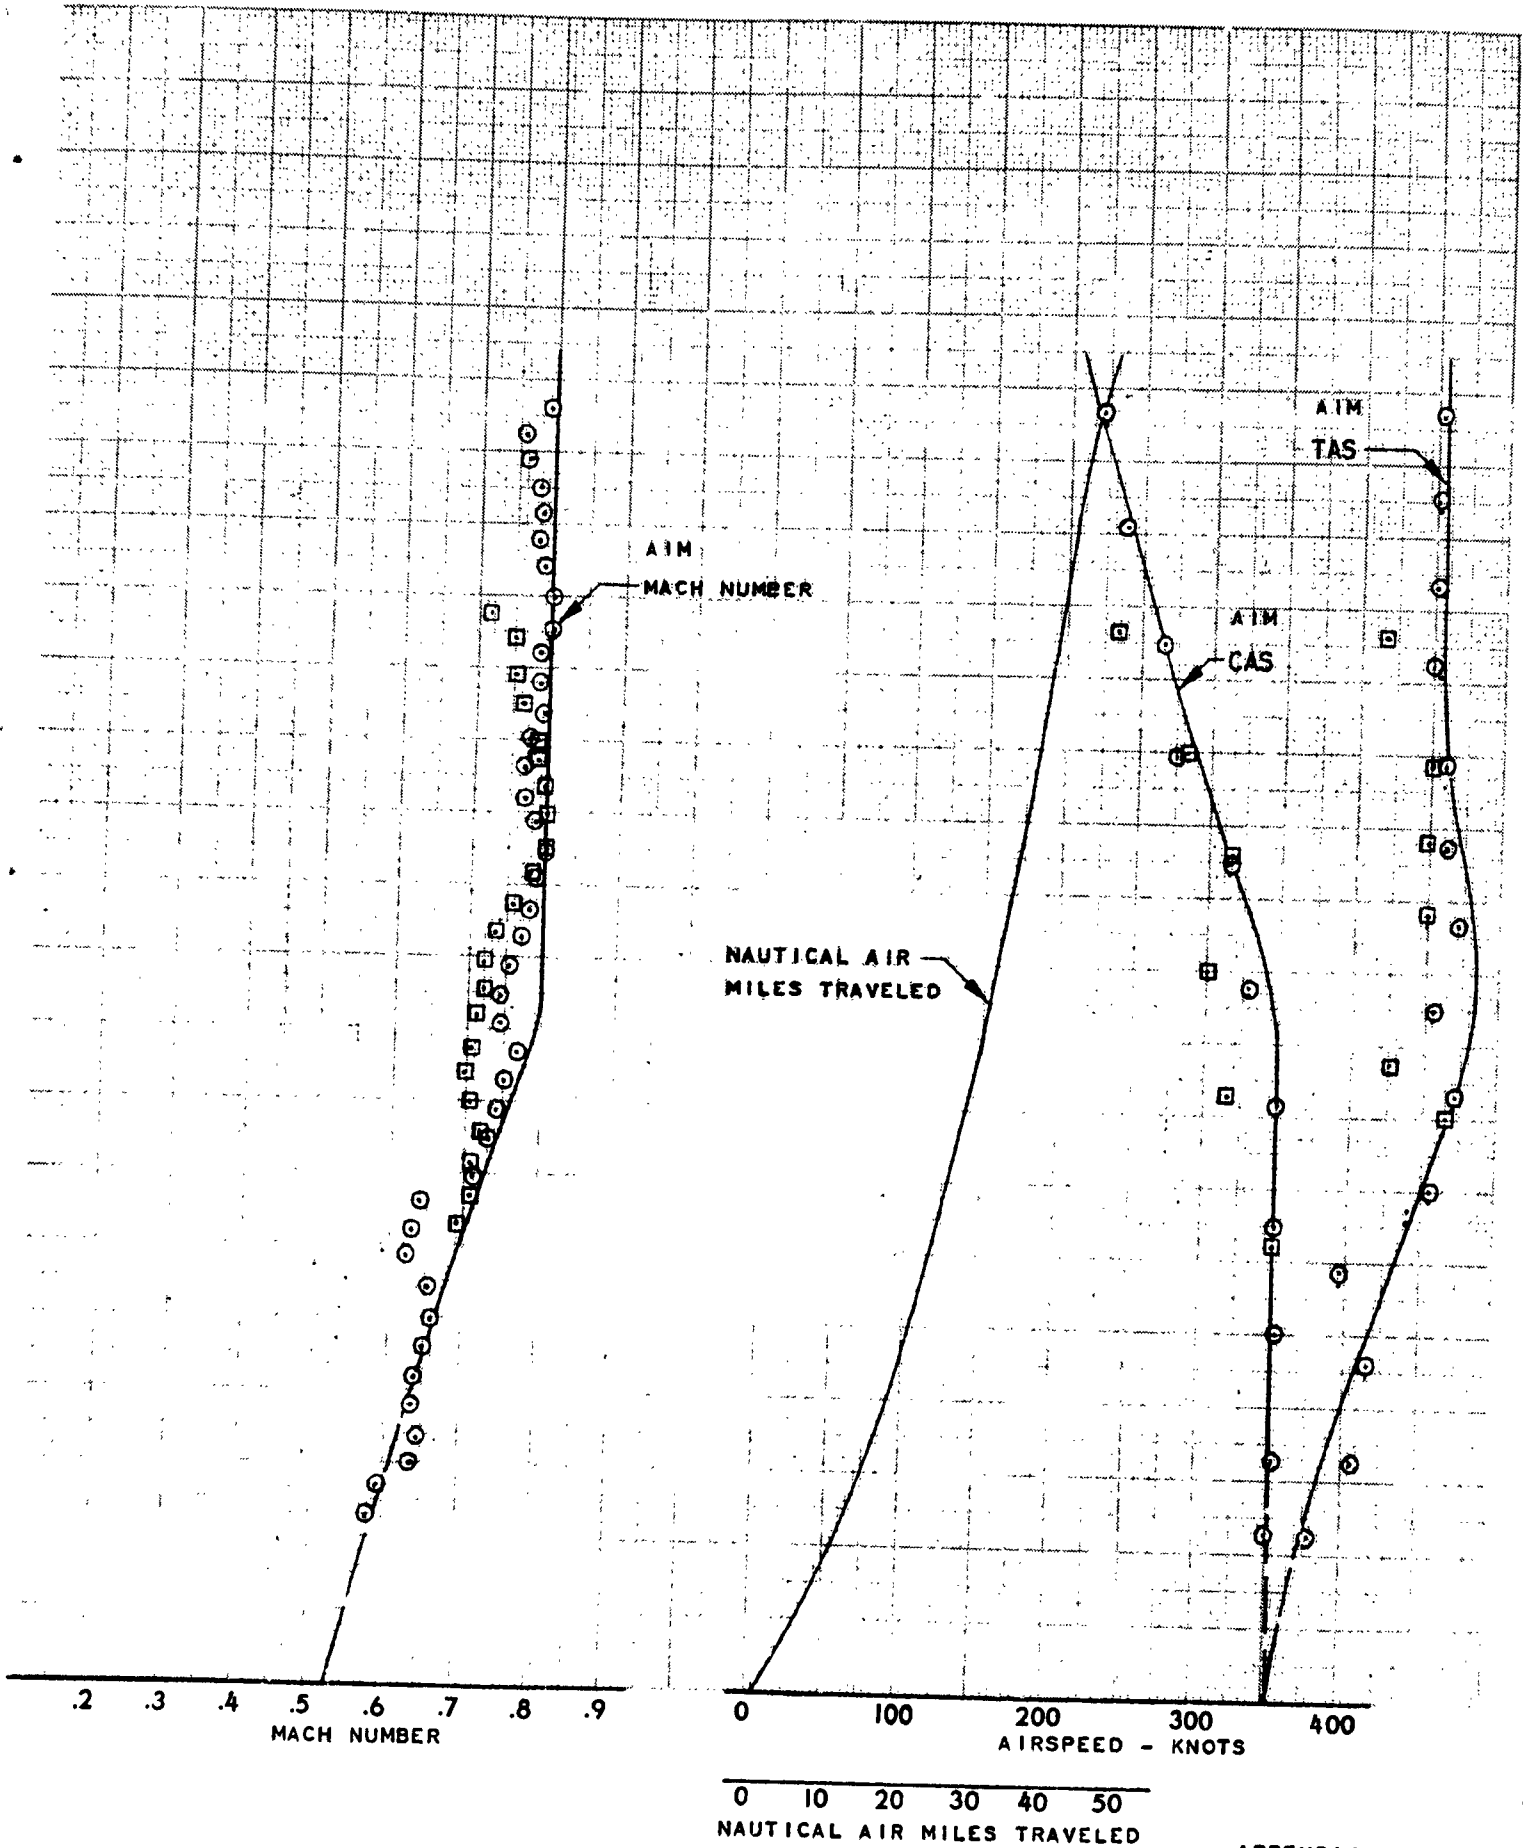 AIM
TAS
AIM
MACH NUMBER
AIM
CAS
NAUTICAL AIR
MILES TRAVELED
.2 .3 .4 .5 .6 .7 .8 .9
MACH NUMBER
0 100 200 300 400
AIRSPEED - KNOTS
0 10 20 30 40 50
NAUTICAL AIR MILES TRAVELED